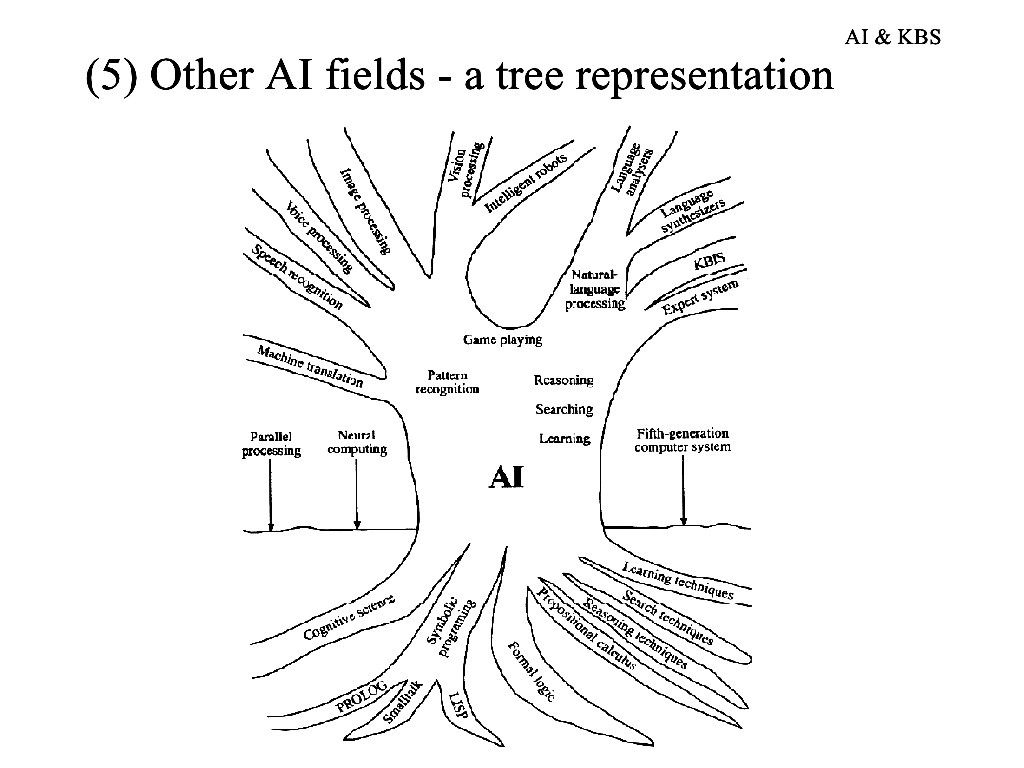 AI & KBS
(5) Other AI fields - a tree representation
Vision
processing
Intelligent robots
Language
analysers
Image processing
Language
synthesizers
Voice processing
KBIS
Speech recognition
Expert system
Natural-
language
processing
Game playing
Machine translation
Pattern
recognition
Reasoning
Searching
Learning
Parallel
processing
Neural
computing
Fifth-generation
computer system
AI
Learning techniques
Search techniques
Reasoning techniques
Propositional calculus
Cognitive science
Symbolic
programing
Formal logic
PROLOG
Smalltalk
LISP